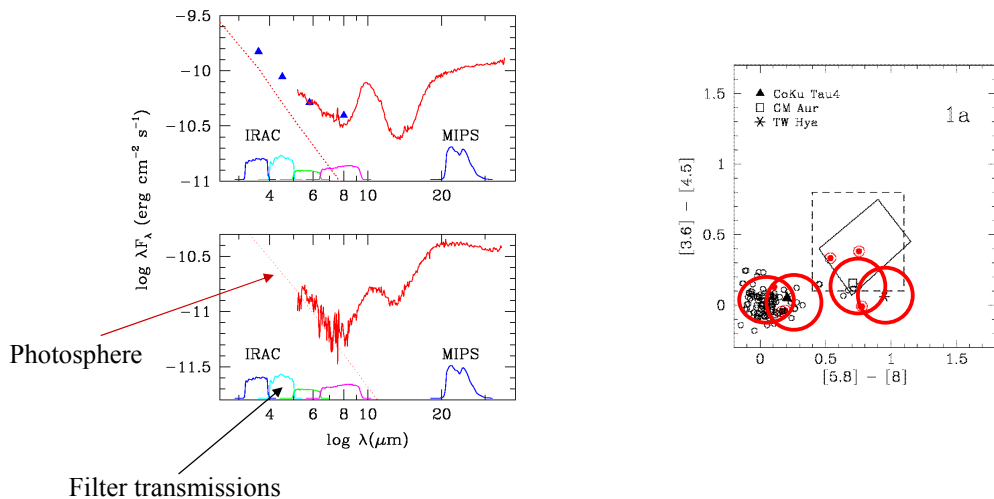 -9.5
-10
-10.5
-11
IRAC
MIPS
4
6
8
10
20
log λFλ (erg cm⁻² s⁻¹)
-10.5
-11
-11.5
IRAC
MIPS
4
6
8
10
20
log λ(μm)
Photosphere
Filter transmissions
1.5
1
0.5
0
[3.6] - [4.5]
CoKu Tau4
GM Aur
TW Hya
1a
0
0.5
1
1.5
[5.8] - [8]